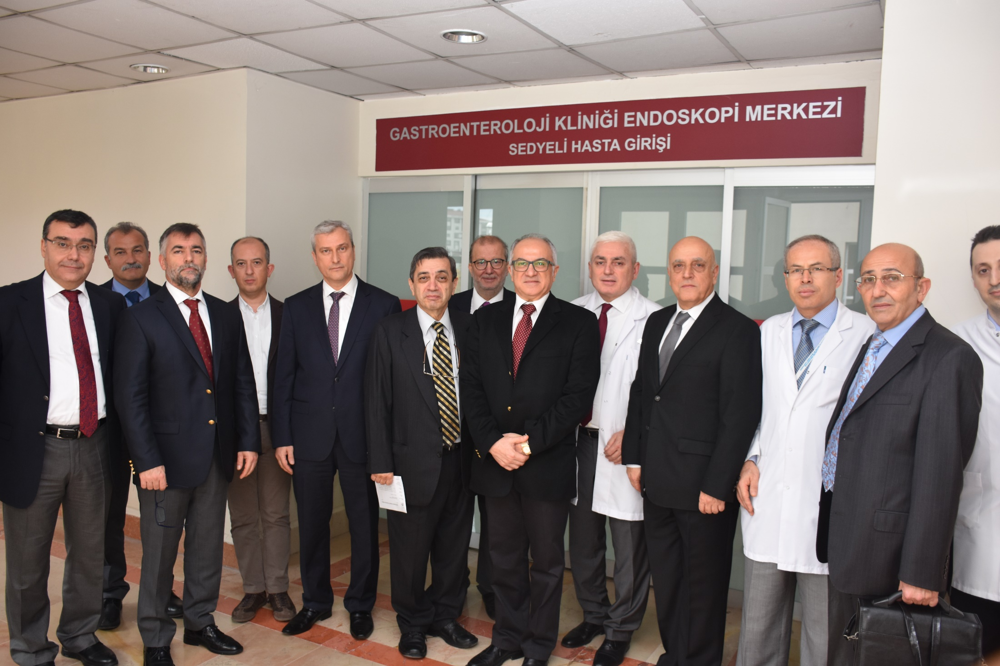 GASTROENTEROLOJİ KLİNİĞİ ENDOSKOPİ MERKEZİ
SEDYELİ HASTA GİRİŞİ